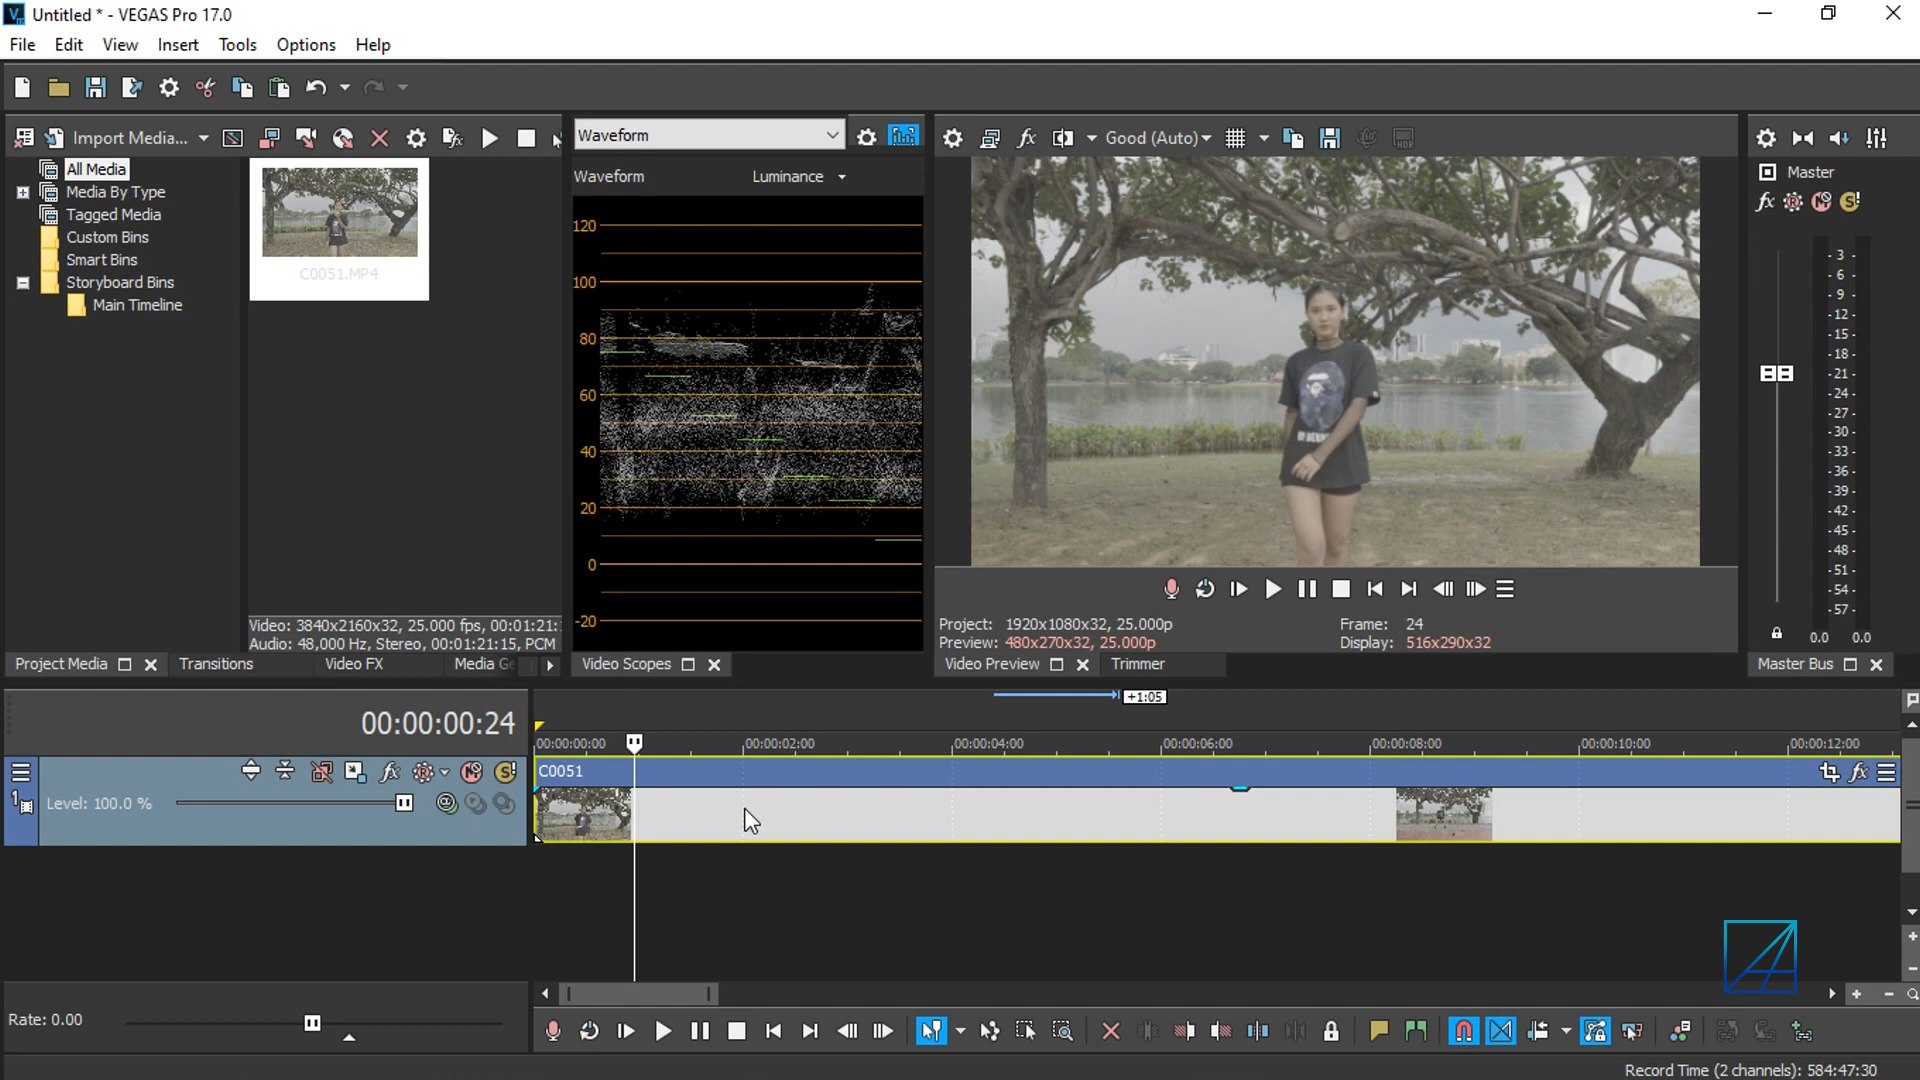 Untitled * - VEGAS Pro 17.0
File Edit View Insert Tools Options Help
Import Media...
All Media
Media By Type
Tagged Media
Custom Bins
Smart Bins
Storyboard Bins
Main Timeline
C0051.MP4
Video: 3840x2160x32, 25.000 fps, 00:01:21:
Audio: 48,000 Hz, Stereo, 00:01:21:15, PCM
Project Media Transitions Video FX Media Ge
Waveform
Waveform Luminance
120
100
80
60
40
20
0
-20
Video Scopes
Good (Auto)
Project: 1920x1080x32, 25.000p Frame: 24
Preview: 480x270x32, 25.000p Display: 516x290x32
Video Preview Trimmer
Master
- 3 -
- 6 -
- 9 -
-12-
-15-
-18-
-21-
-24-
-27-
-30-
-33-
-36-
-39-
-42-
-45-
-48-
-51-
-54-
-57-
0.0 0.0
Master Bus
00:00:00:24
+1:05
00:00:00:00 00:00:02:00 00:00:04:00 00:00:06:00 00:00:08:00 00:00:10:00 00:00:12:00
C0051
1
Level: 100.0 %
Rate: 0.00
Record Time (2 channels): 584:47:30